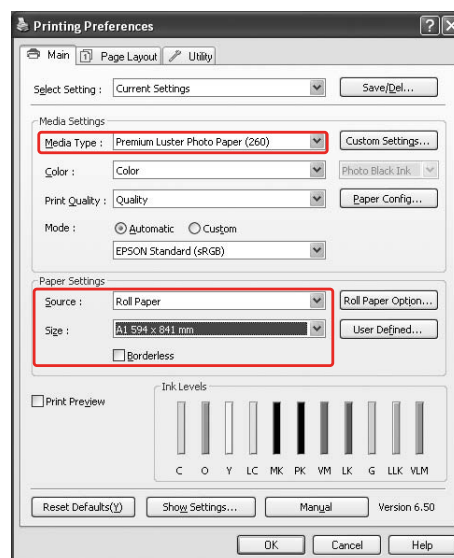 Printing Preferences
Main Page Layout Utility
Select Setting : Current Settings Save/Del...
Media Settings
Media Type : Premium Luster Photo Paper (260) Custom Settings...
Color : Color Photo Black Ink
Print Quality : Quality Paper Config...
Mode : Automatic Custom
EPSON Standard (sRGB)
Paper Settings
Source : Roll Paper Roll Paper Option...
Size : A1 594 x 841 mm User Defined...
Borderless
Print Preview Ink Levels
C O Y LC MK PK VM LK G LLK VLM
Reset Defaults(Y) Show Settings... Manual Version 6.50
OK Cancel Help